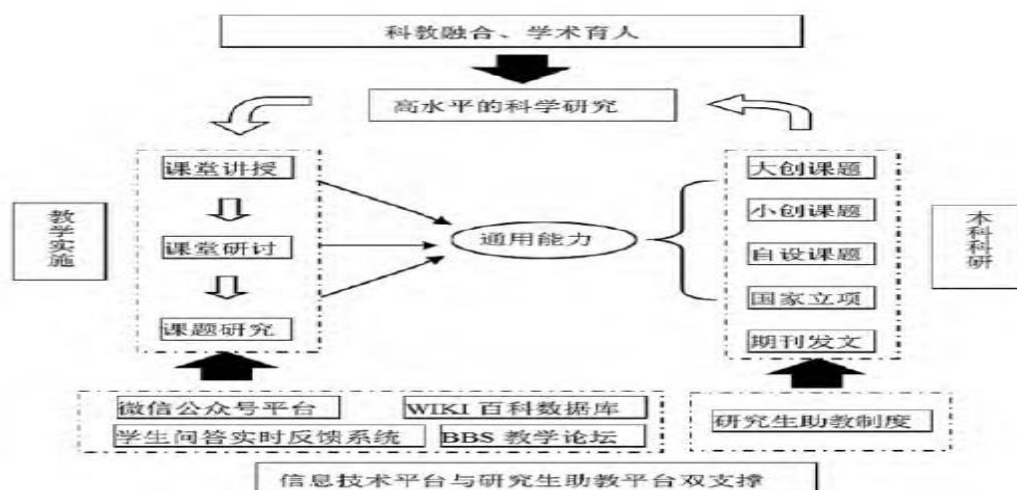 科教融合、学术育人
高水平的科学研究
教学实施
课堂讲授
课堂研讨
课题研究
通用能力
大创课题
小创课题
自设课题
国家立项
期刊发文
本科科研
微信公众号平台
WIKI 百科数据库
学生问答实时反馈系统
BBS 教学论坛
研究生助教制度
信息技术平台与研究生助教平台双支撑